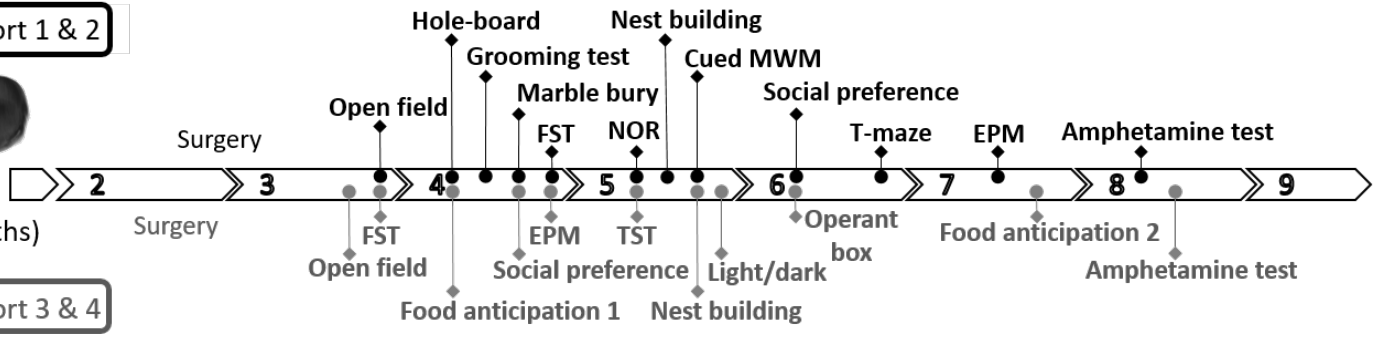 ort 1 & 2
Hole-board
Nest building
Grooming test
Cued MWM
Open field
Marble bury
Social preference
Surgery
FST
NOR
T-maze
EPM
Amphetamine test
2 3 4 5 6 7 8 9
ths)
Surgery
FST
EPM
TST
Operant
box
Food anticipation 2
Open field
Social preference
Light/dark
Amphetamine test
Food anticipation 1
Nest building
ort 3 & 4